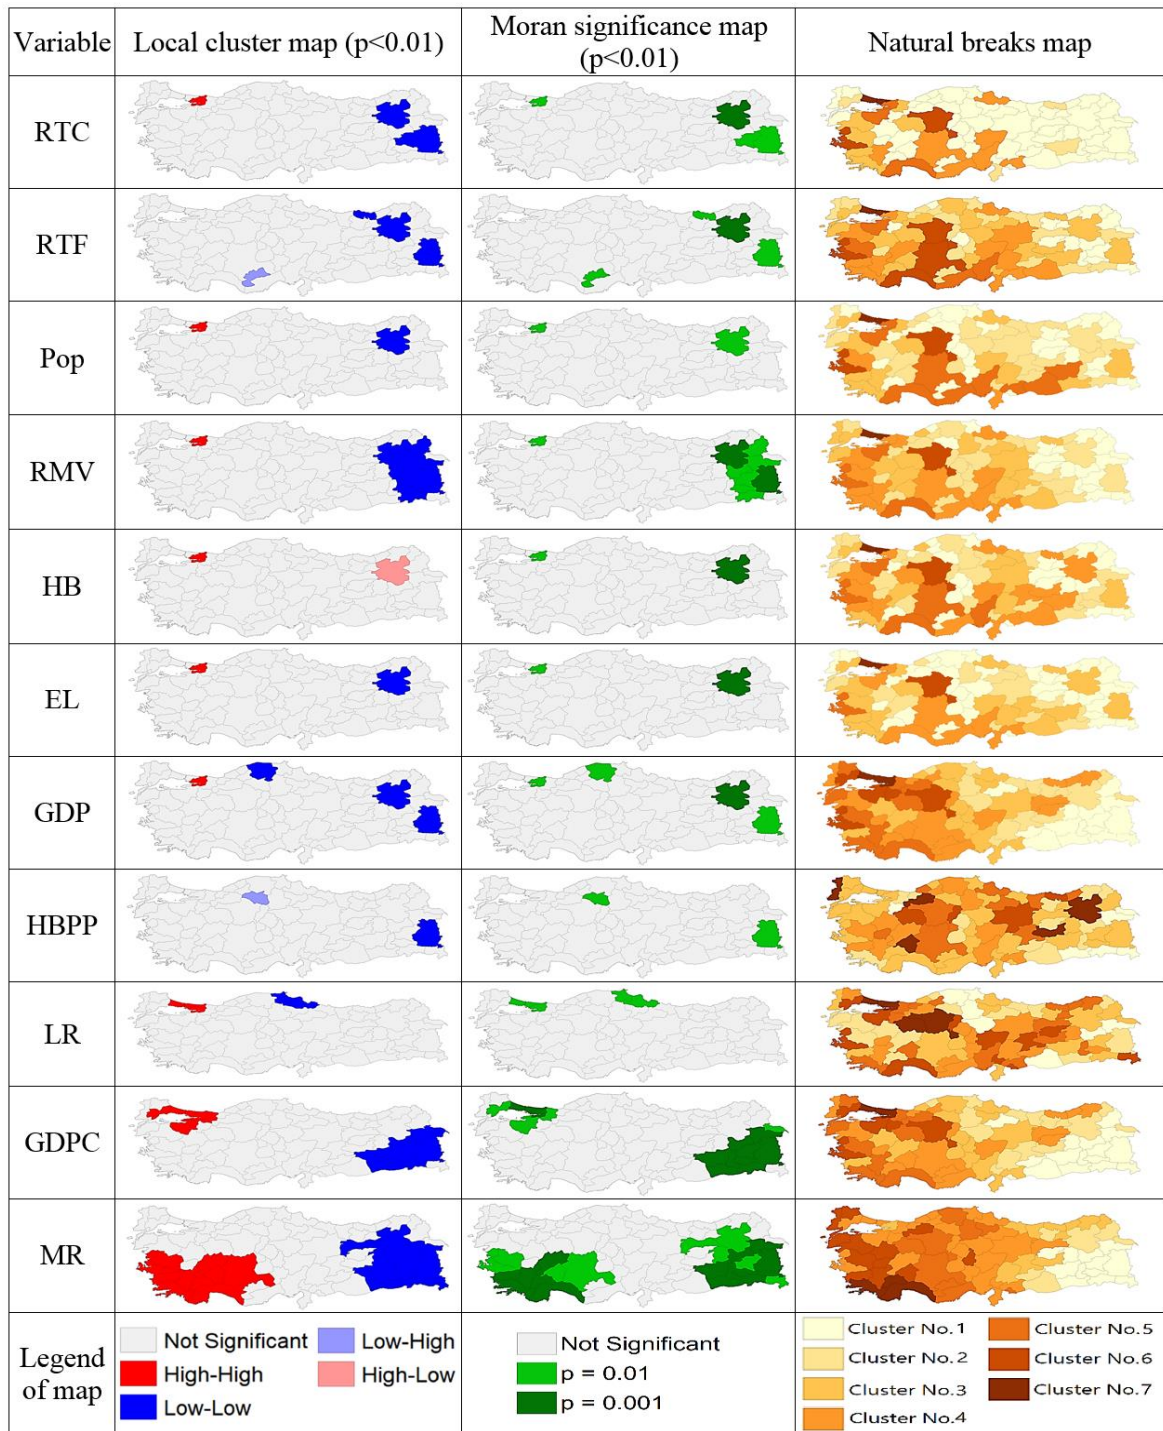 Variable
Local cluster map (p<0.01)
Moran significance map
(p<0.01)
Natural breaks map
RTC
RTF
Pop
RMV
HB
EL
GDP
HBPP
LR
GDPC
MR
Legend
of map
Not Significant
High-High
Low-Low
Low-High
High-Low
Not Significant
p = 0.01
p = 0.001
Cluster No.1
Cluster No.2
Cluster No.3
Cluster No.4
Cluster No.5
Cluster No.6
Cluster No.7